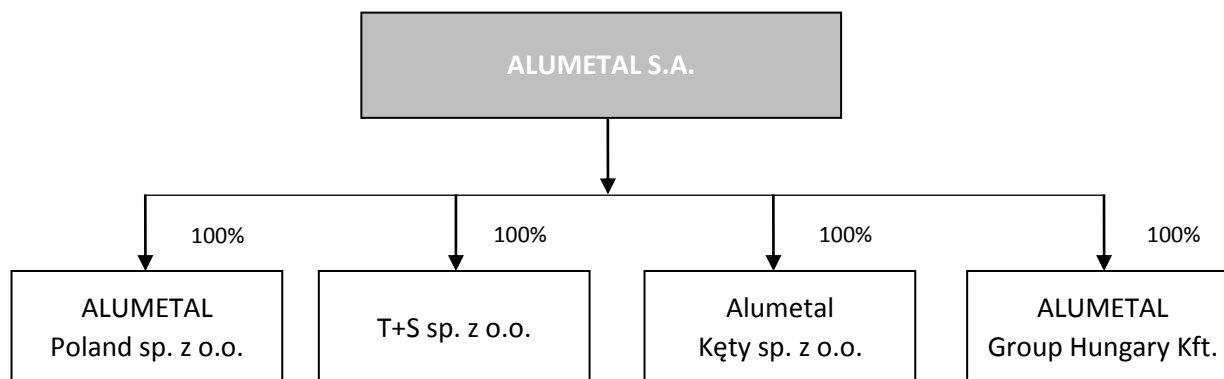 ALUMETAL S.A.
100%
100%
100%
100%
ALUMETAL
Poland sp. z o.o.
T+S sp. z o.o.
Alumetal
Kęty sp. z o.o.
ALUMETAL
Group Hungary Kft.